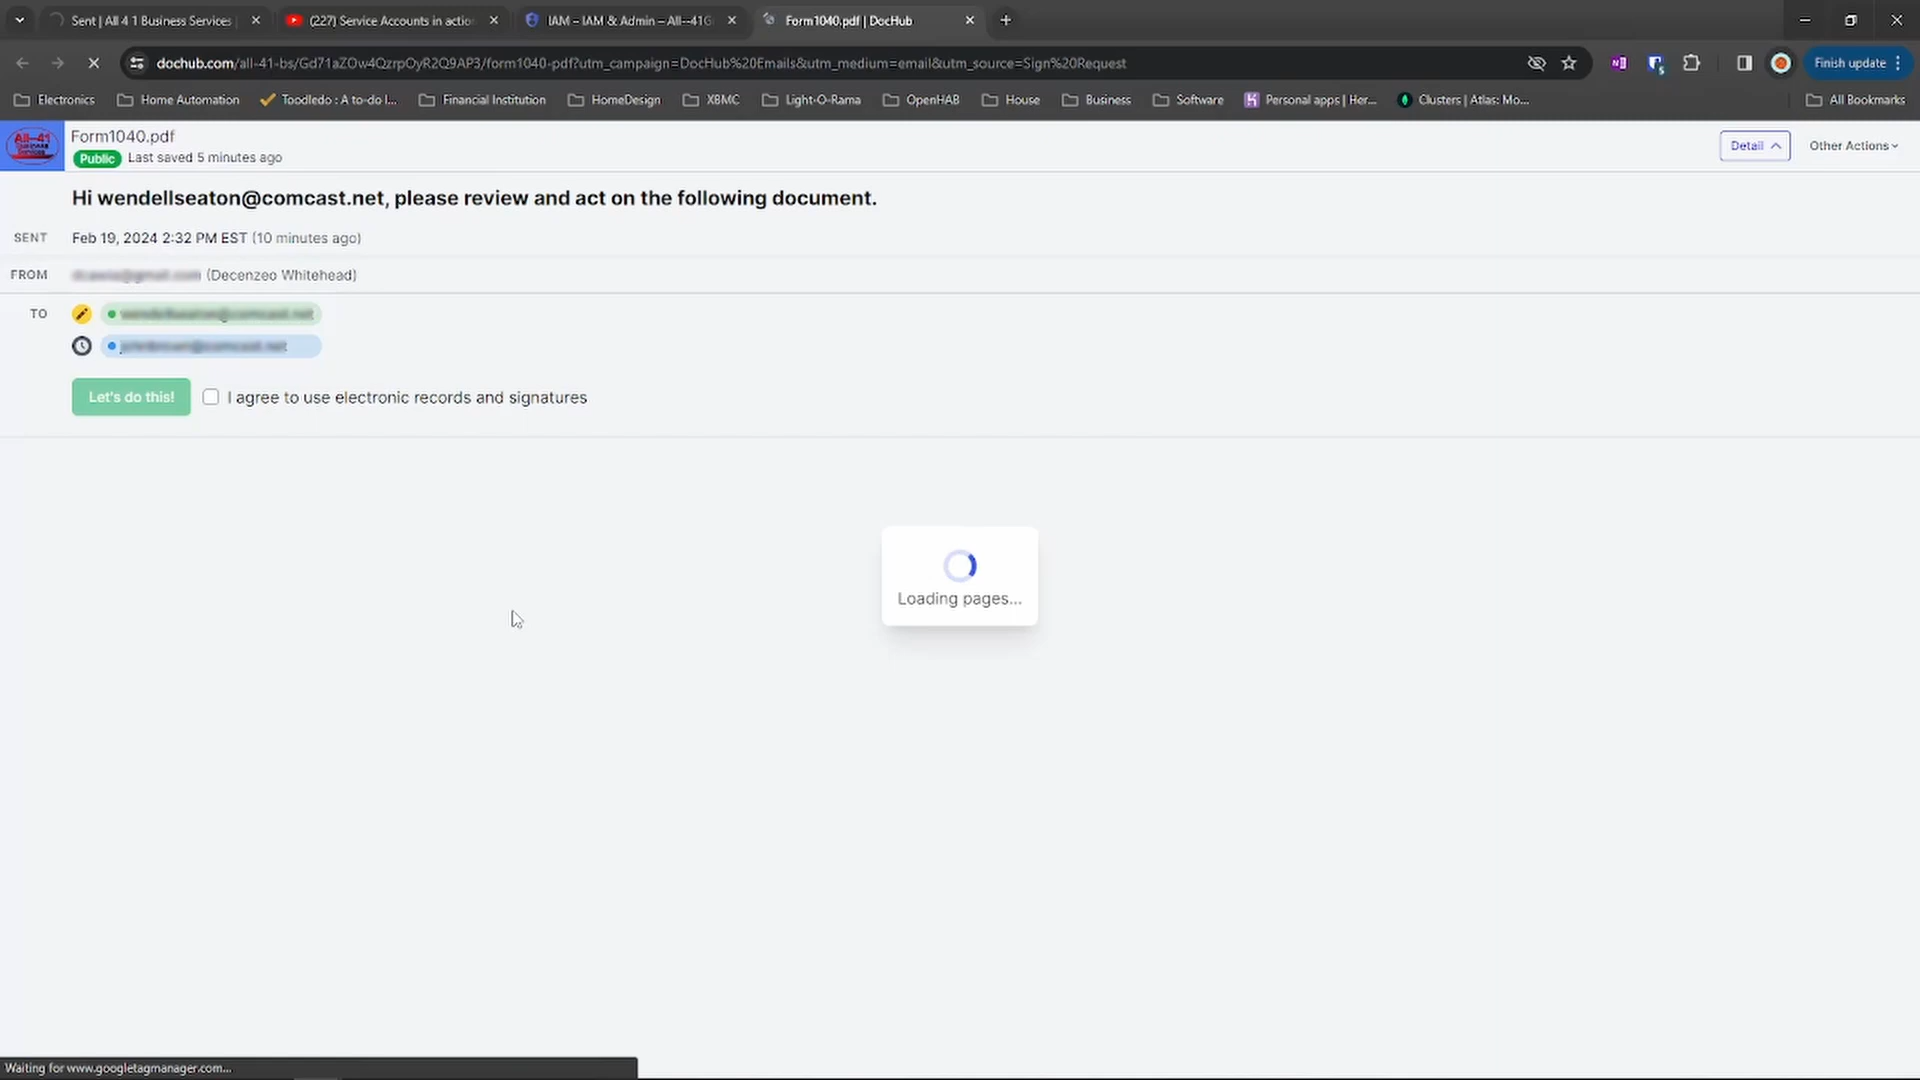 Sent | All 4 1 Business Services
(227) Service Accounts in actio
IAM – IAM & Admin – All--41G
Form1040.pdf | DocHub
dochub.com/all-41-bs/Gd71aZOw4QzrpOyR2Q9AP3/form1040-pdf?utm_campaign=DocHub%20Emails&utm_medium=email&utm_source=Sign%20Request
Finish update
Electronics
Home Automation
Toodledo : A to-do l...
Financial Institution
HomeDesign
XBMC
Light-O-Rama
OpenHAB
House
Business
Software
Personal apps | Her...
Clusters | Atlas: Mo...
All Bookmarks
All-41
Business
Services
Form1040.pdf
Public Last saved 5 minutes ago
Detail
Other Actions
Hi wendellseaton@comcast.net, please review and act on the following document.
SENT Feb 19, 2024 2:32 PM EST (10 minutes ago)
FROM (Decenzeo Whitehead)
TO
Let's do this! I agree to use electronic records and signatures
Loading pages...
Waiting for www.googletagmanager.com...